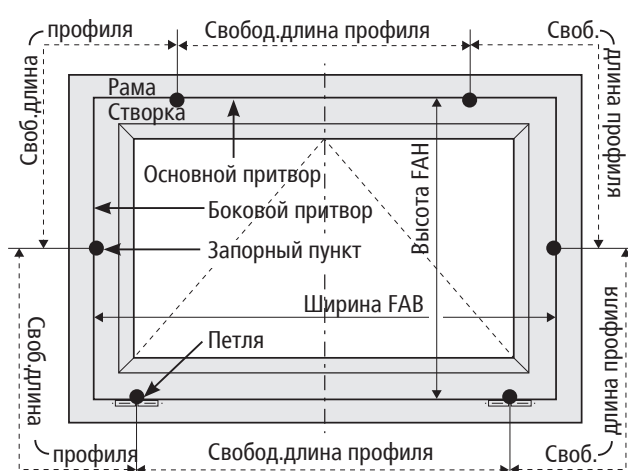 профиля
Свобод.длина профиля
Своб.
Своб.длина
длина профиля
Рама
Створка
Основной притвор
Высота FAH
Боковой притвор
Запорный пункт
Ширина FAB
Петля
Своб.длина
длина профиля
профиля
Свобод.длина профиля
Своб.